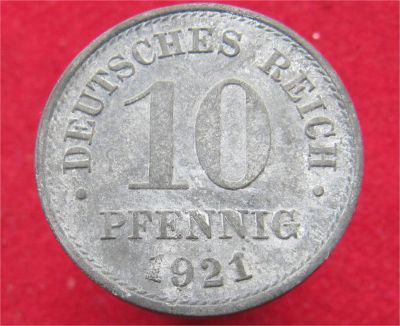 · DEUTSCHES REICH ·
10
PFENNIG
1921